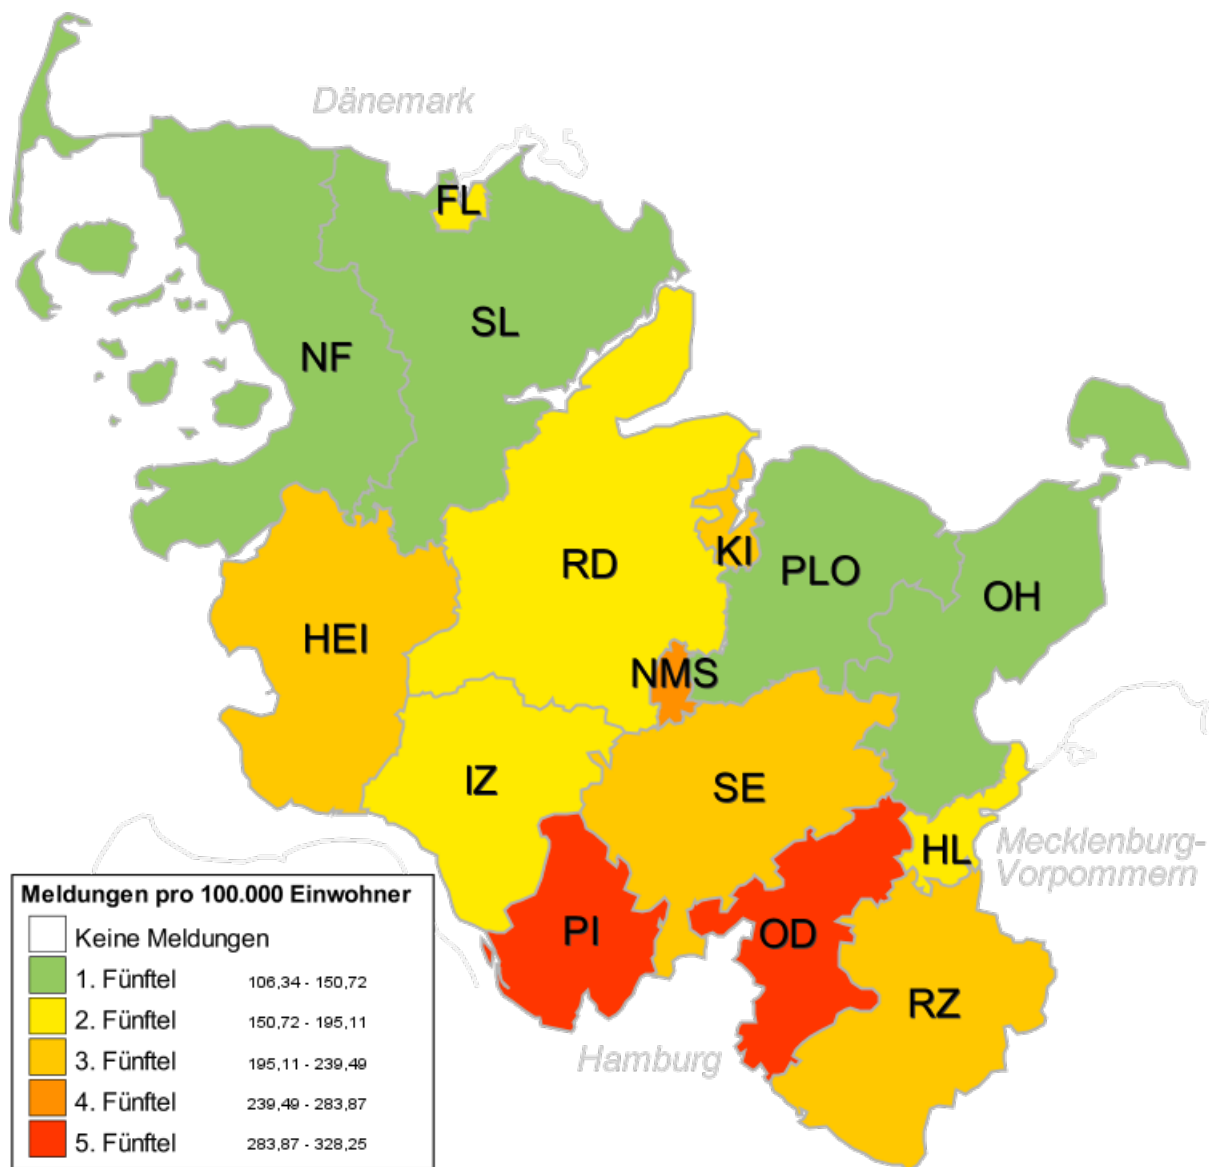 Dänemark
FL
SL
NF
RD
KI
PLO
OH
HEI
NMS
IZ
SE
HL
Mecklenburg-
Vorpommern
PI
OD
RZ
Hamburg
Meldungen pro 100.000 Einwohner
Keine Meldungen
1. Fünftel 106,34 - 150,72
2. Fünftel 150,72 - 195,11
3. Fünftel 195,11 - 239,49
4. Fünftel 239,49 - 283,87
5. Fünftel 283,87 - 328,25